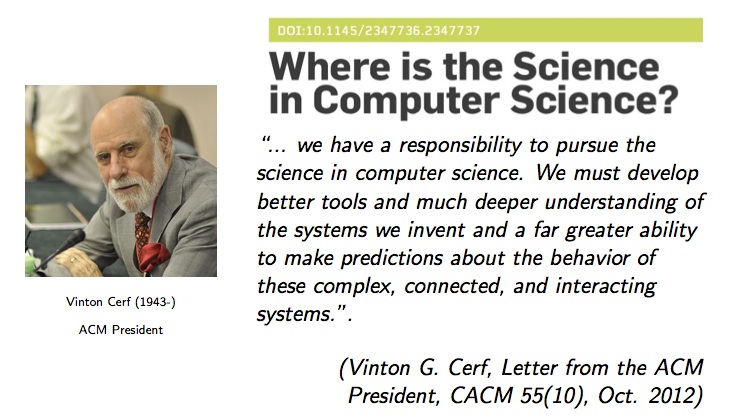 DOI:10.1145/2347736.2347737
Where is the Science
in Computer Science?
“... we have a responsibility to pursue the
science in computer science. We must develop
better tools and much deeper understanding of
the systems we invent and a far greater ability
to make predictions about the behavior of
these complex, connected, and interacting
systems.”.
Vinton Cerf (1943-)
ACM President
(Vinton G. Cerf, Letter from the ACM
President, CACM 55(10), Oct. 2012)